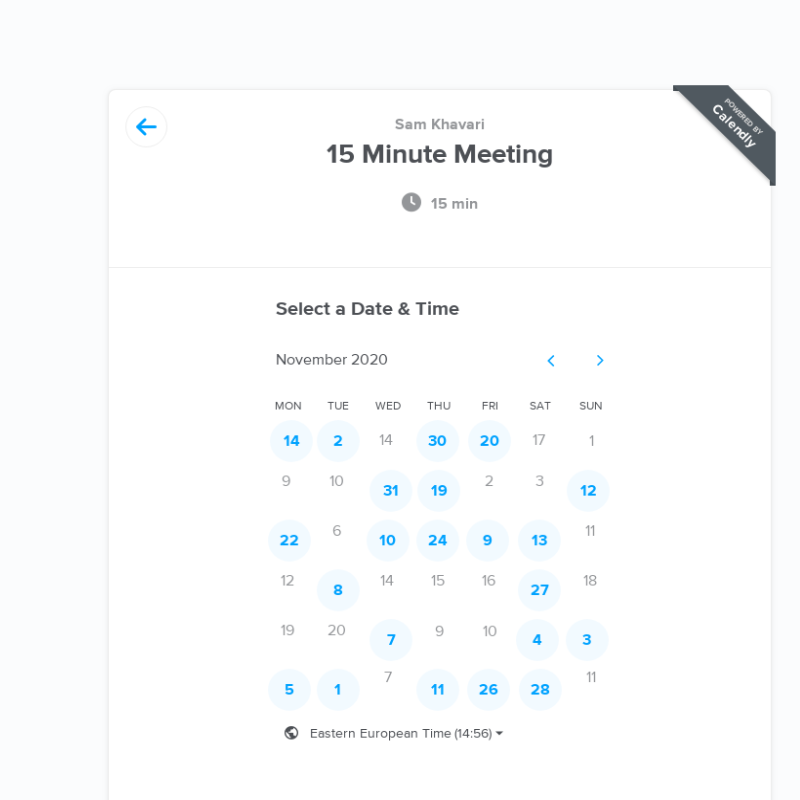 POWERED BY
Calendly
Sam Khavari
15 Minute Meeting
15 min
Select a Date & Time
November 2020
MON TUE WED THU FRI SAT SUN
14 2 14 30 20 17 1
9 10 31 19 2 3 12
22 6 10 24 9 13 11
12 8 14 15 16 27 18
19 20 7 9 10 4 3
5 1 7 11 26 28 11
Eastern European Time (14:56)